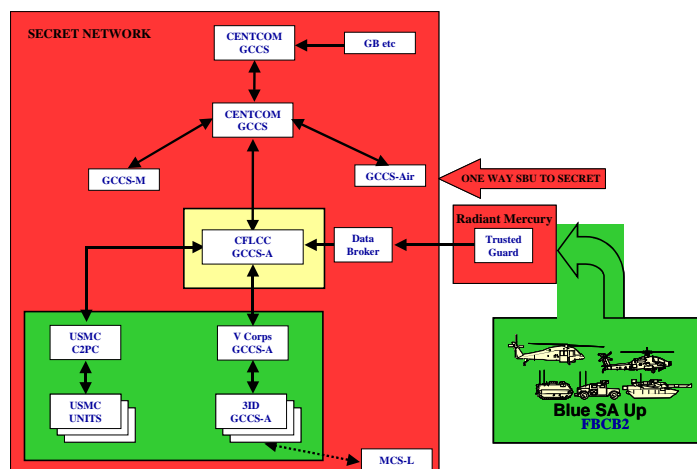 SECRET NETWORK
CENTCOM
GCCS
GB etc
CENTCOM
GCCS
GCCS-M
GCCS-Air
ONE WAY SBU TO SECRET
Radiant Mercury
CFLCC
GCCS-A
Data
Broker
Trusted
Guard
USMC
C2PC
V Corps
GCCS-A
USMC
UNITS
3ID
GCCS-A
MCS-L
Blue SA Up
FBCB2